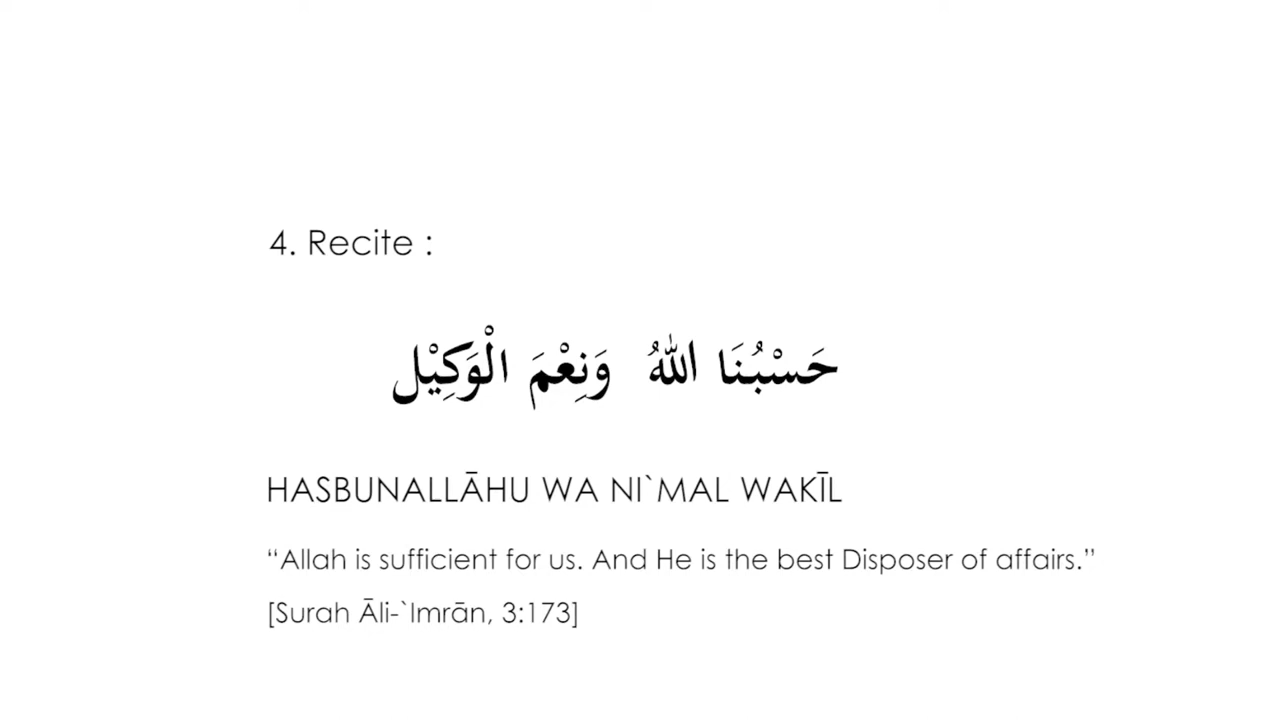 4. Recite :
حَسْبُنَا اللّٰهُ وَنِعْمَ الْوَكِيْل
HASBUNALLĀHU WA NI`MAL WAKĪL
“Allah is sufficient for us. And He is the best Disposer of affairs.”
[Surah Āli-`Imrān, 3:173]